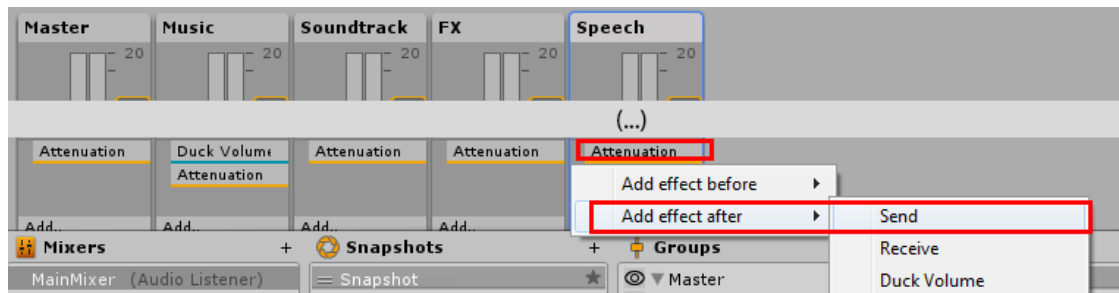 Master Music Soundtrack FX Speech
20 20 20 20 20
(...)
Attenuation Duck Volume Attenuation Attenuation Attenuation
Attenuation
Add effect before
Add effect after Send
Add.. Add.. Add.. Add..
Mixers + Snapshots + Groups Receive
MainMixer (Audio Listener) Snapshot Master Duck Volume